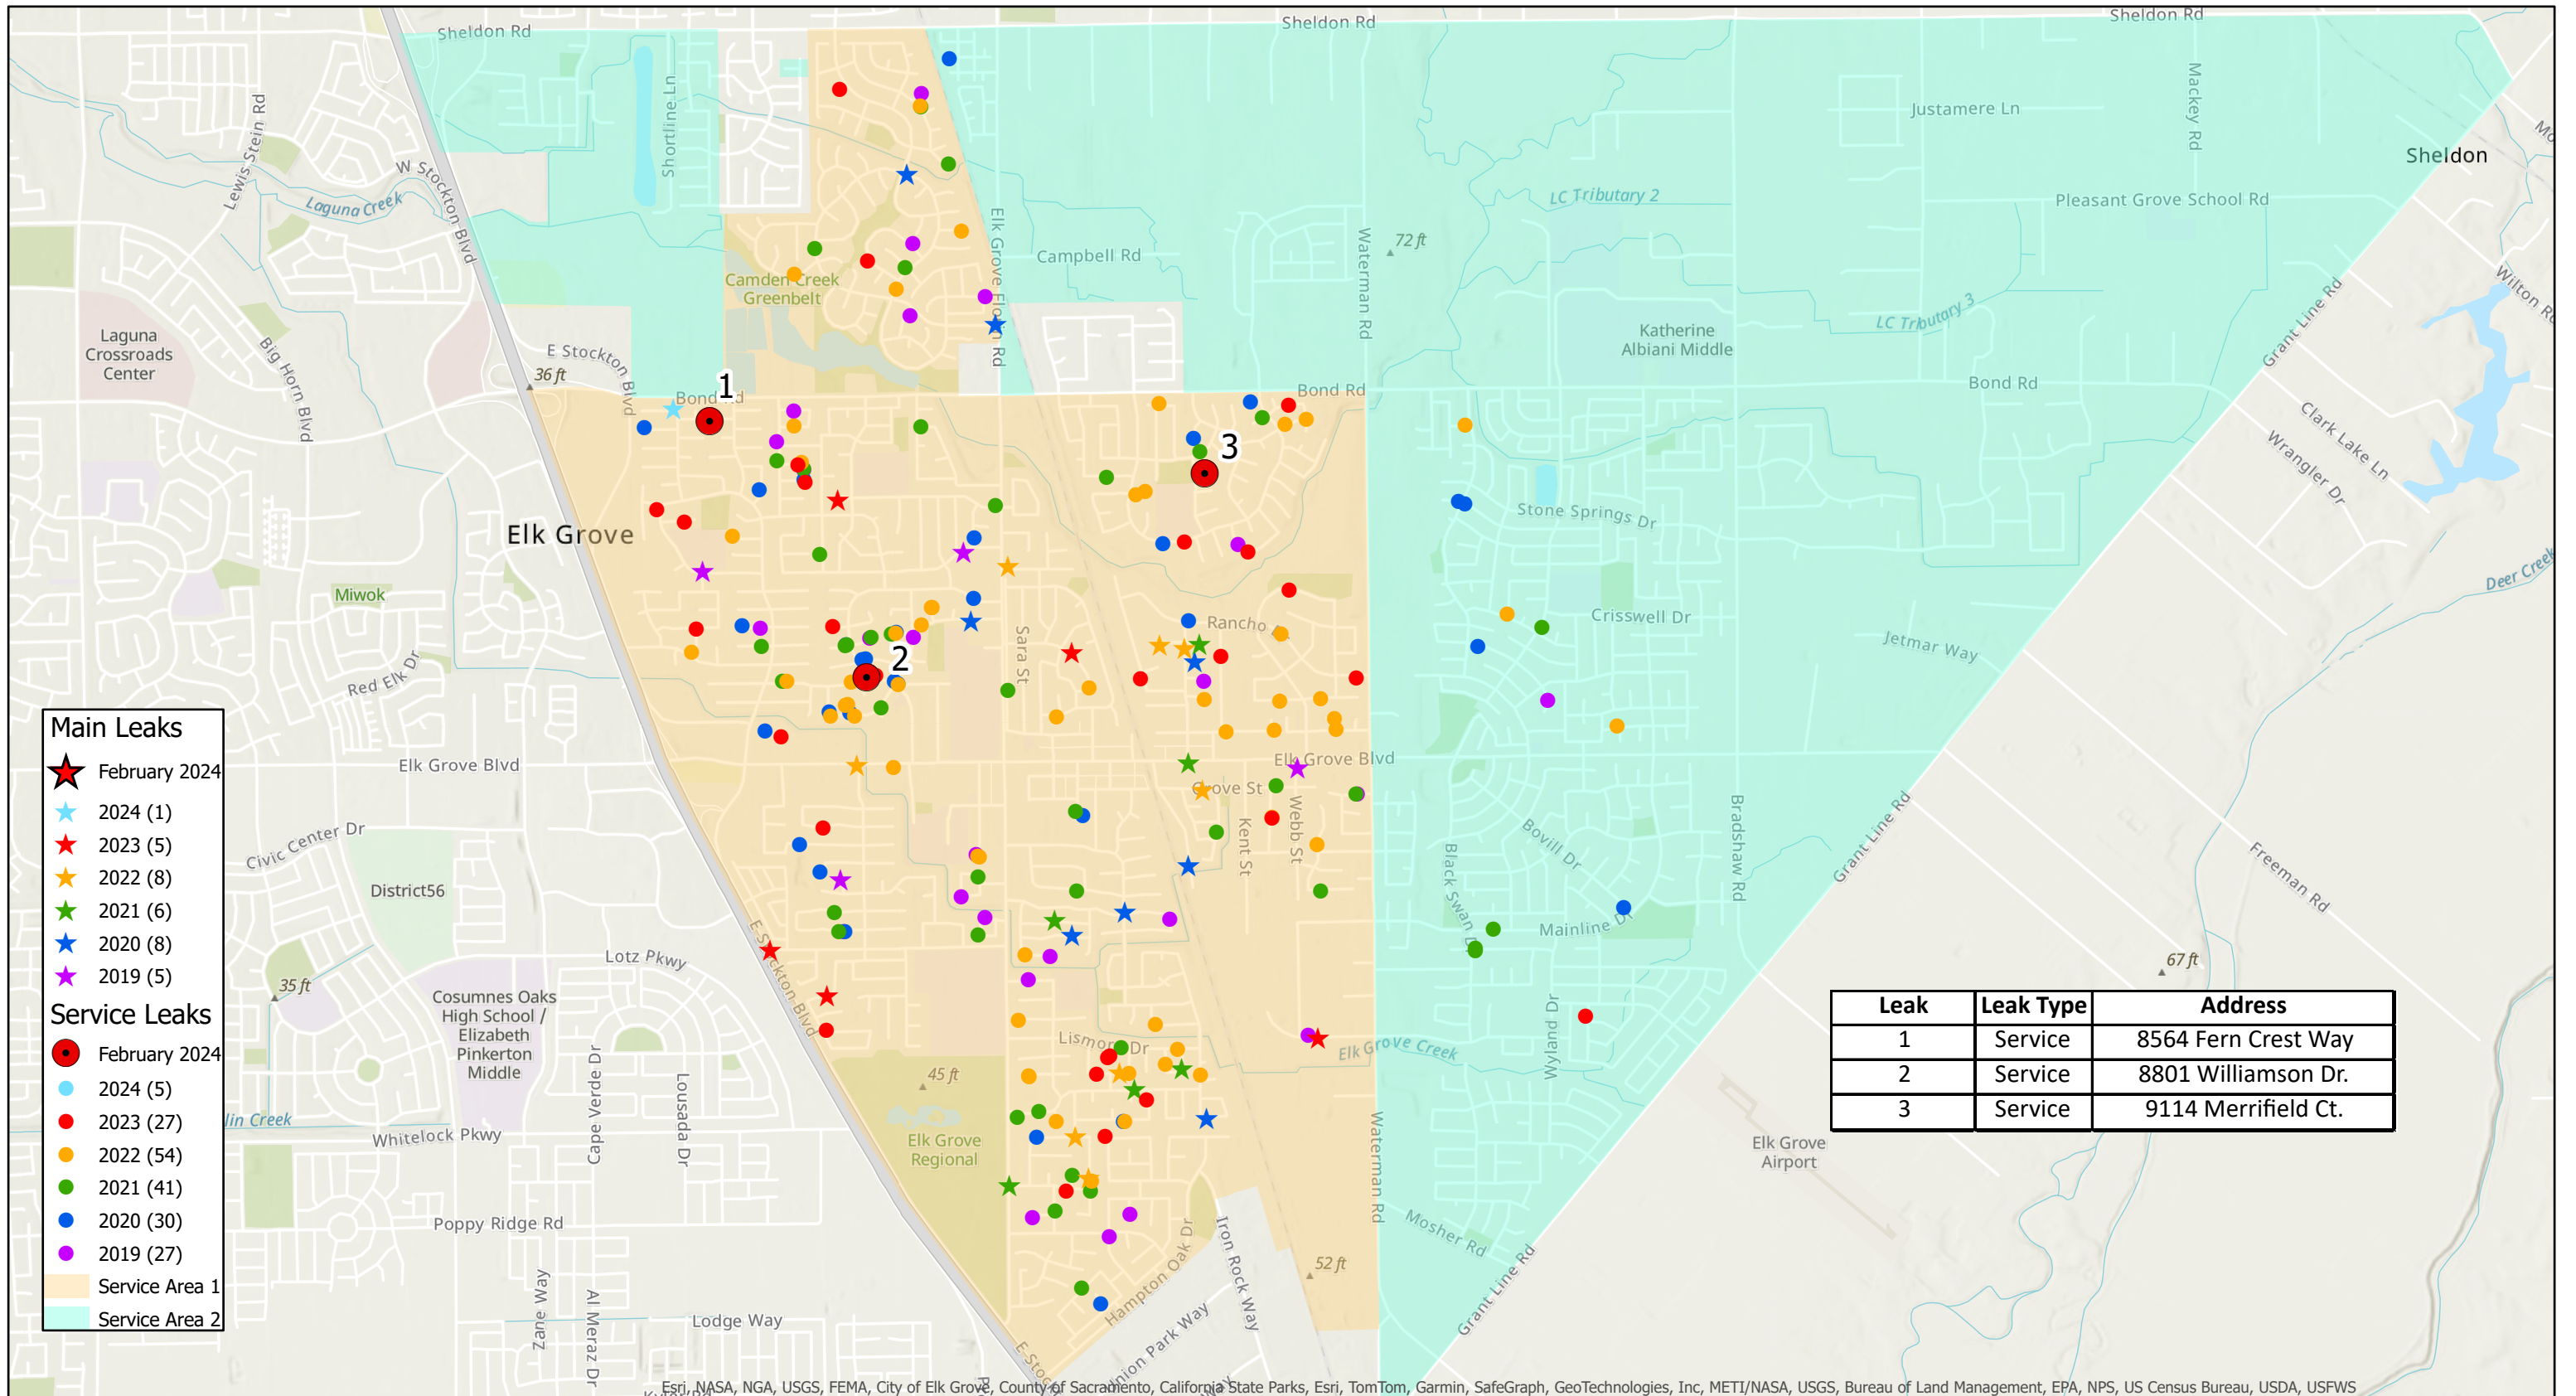 Sheldon Rd
Sheldon Rd
Sheldon Rd
Lewis Stein Rd
W Stockton Blvd
Shortline Ln
Mackey Rd
Justamere Ln
Sheldon
Laguna Creek
LC Tributary 2
Pleasant Grove School Rd
Elk Grove Florin Rd
Campbell Rd
Waterman Rd
72 ft
Camden Creek
Greenbelt
Wilton Rd
Grant Line Rd
LC Tributary 3
Laguna
Crossroads
Center
Big Horn Blvd
E Stockton Blvd
36 ft
Katherine
Albiani Middle
Bond Rd
1
Bond Rd
Bond Rd
3
Clark Lake Ln
Wrangler Dr
Elk Grove
Stone Springs Dr
Deer Creek
Miwok
Crisswell Dr
Jetmar Way
Rancho
Sara St
2
Red Elk Dr
Elk Grove Blvd
Elk Grove Blvd
Grove St
Kent St
Webb St
Bradshaw Rd
Grant Line Rd
Civic Center Dr
Bovill Dr
Black Swan Dr
Freeman Rd
District56
Mainline Dr
E Stockton Blvd
Lotz Pkwy
35 ft
67 ft
Cosumnes Oaks
High School /
Elizabeth
Pinkerton
Middle
Lismore Dr
Elk Grove Creek
Wyland Dr
45 ft
Cape Verde Dr
Lousada Dr
lin Creek
Whitelock Pkwy
Elk Grove
Regional
Elk Grove
Airport
Waterman Rd
Poppy Ridge Rd
Hampton Oak Dr
Iron Rock Way
Mosher Rd
Grant Line Rd
52 ft
Zane Way
Al Meraz Dr
Lodge Way
Union Park Way
Main Leaks
February 2024
2024 (1)
2023 (5)
2022 (8)
2021 (6)
2020 (8)
2019 (5)
Service Leaks
February 2024
2024 (5)
2023 (27)
2022 (54)
2021 (41)
2020 (30)
2019 (27)
Service Area 1
Service Area 2
Leak Leak Type Address
1 Service 8564 Fern Crest Way
2 Service 8801 Williamson Dr.
3 Service 9114 Merrifield Ct.
Esri, NASA, NGA, USGS, FEMA, City of Elk Grove, County of Sacramento, California State Parks, Esri, TomTom, Garmin, SafeGraph, GeoTechnologies, Inc, METI/NASA, USGS, Bureau of Land Management, EPA, NPS, US Census Bureau, USDA, USFWS